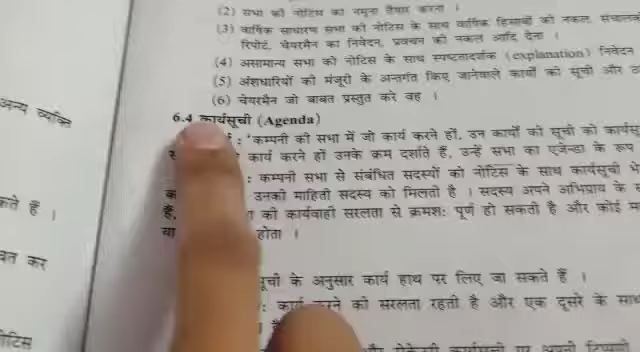 (2) सभा की नोटिस का नमूना तैयार करना ।
(3) वार्षिक साधारण सभा की नोटिस के साथ वार्षिक हिसाबों की नकल, संचालक
रिपोर्ट, चेयरमैन का निवेदन, प्रवचन की नकल आदि देना ।
(4) असामान्य सभा की नोटिस के साथ स्पष्टतादर्शक (explanation) निवेदन
(5) अंशधारियों की मंजूरी के अन्तर्गत किए जानेवाले कार्यों की सूची और
(6) चेयरमैन जो बाबत प्रस्तुत करे वह ।
6.4 कार्यसूची (Agenda)
: 'कम्पनी की सभा में जो कार्य करने हों, उन कार्यों की सूची को कार्यसू
कार्य करने हों उनके क्रम दर्शाते हैं, उन्हें सभा का एजेन्डा के रूप
: कम्पनी सभा से संबंधित सदस्यों को नोटिस के साथ कार्यसूची भे
उनकी माहिती सदस्य को मिलती है । सदस्य अपने अभिप्राय के
हैं, की कार्यवाही सरलता से क्रमशः पूर्ण हो सकती है और कोई म
या होता ।
सूची के अनुसार कार्य हाथ पर लिए जा सकते हैं ।
: कार्य करने की सरलता रहती है और एक दूसरे के साथ
अन्य व्यक्ति
जाते हैं ।
कर
नोटिस